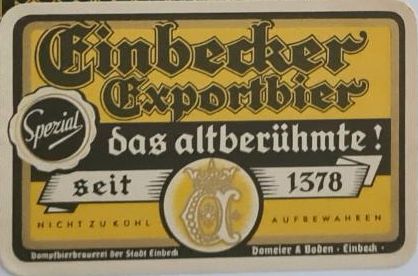 Einbecker
Exportbier
Spezial
das altberühmte!
seit 1378
NICHT ZU KÜHL AUFBEWAHREN
Dampfbierbrauerei der Stadt Einbeck Domeier & Boden · Einbeck ·